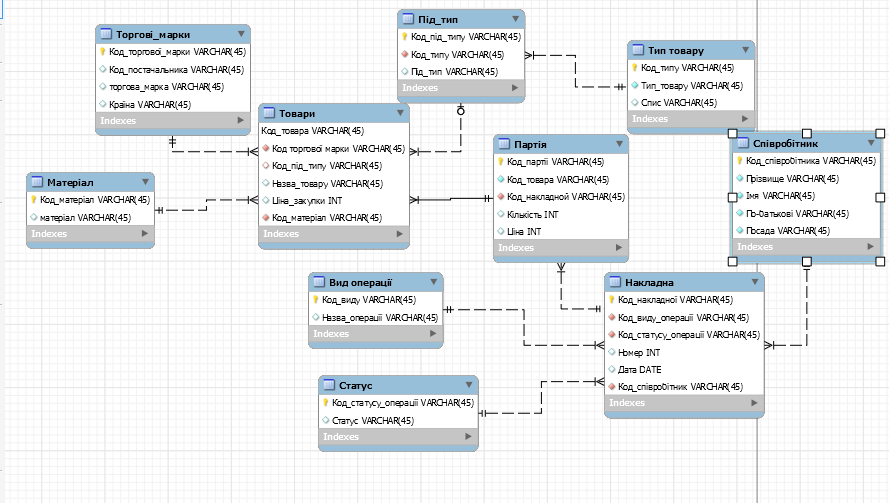 Торгові_марки
Код_торгової_марки VARCHAR(45)
Код_постачальника VARCHAR(45)
торгова_марка VARCHAR(45)
Країна VARCHAR(45)
Indexes
Під_тип
Код_під_типу VARCHAR(45)
Код_типу VARCHAR(45)
Під_тип VARCHAR(45)
Indexes
Тип товару
Код_типу VARCHAR(45)
Тип_товару VARCHAR(45)
Спис VARCHAR(45)
Indexes
Товари
Код_товара VARCHAR(45)
Код торгової марки VARCHAR(45)
Код_під_типу VARCHAR(45)
Назва_товару VARCHAR(45)
Ціна_закупки INT
Код_матеріал VARCHAR(45)
Indexes
Партія
Код_партії VARCHAR(45)
Код_товара VARCHAR(45)
Код_накладной VARCHAR(45)
Кількість INT
Ціна INT
Indexes
Співробітник
Код_співробітника VARCHAR(45)
Прізвище VARCHAR(45)
Імя VARCHAR(45)
По-батькові VARCHAR(45)
Посада VARCHAR(45)
Indexes
Матеріал
Код_матеріал VARCHAR(45)
матеріал VARCHAR(45)
Indexes
Вид операції
Код_виду VARCHAR(45)
Назва_операції VARCHAR(45)
Indexes
Накладна
Код_накладної VARCHAR(45)
Код_виду_операції VARCHAR(45)
Код_статусу_операції VARCHAR(45)
Номер INT
Дата DATE
Код_співробітник VARCHAR(45)
Indexes
Статус
Код_статусу_операції VARCHAR(45)
Статус VARCHAR(45)
Indexes